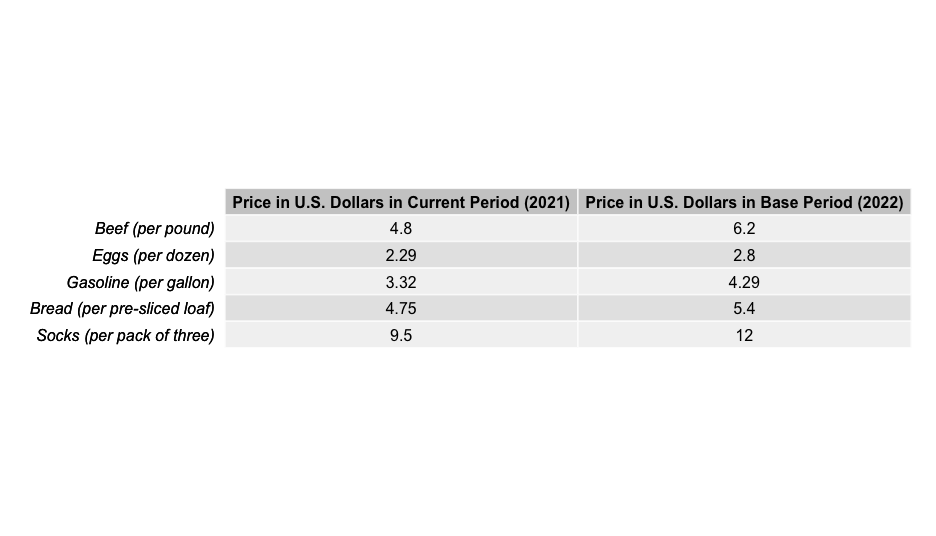 Price in U.S. Dollars in Current Period (2021) Price in U.S. Dollars in Base Period (2022)
Beef (per pound) 4.8 6.2
Eggs (per dozen) 2.29 2.8
Gasoline (per gallon) 3.32 4.29
Bread (per pre-sliced loaf) 4.75 5.4
Socks (per pack of three) 9.5 12